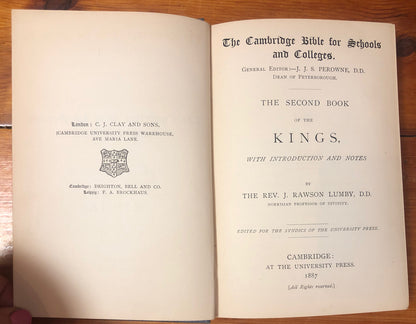 London: C. J. CLAY AND SONS,
CAMBRIDGE UNIVERSITY PRESS WAREHOUSE,
AVE MARIA LANE.
Cambridge: DEIGHTON, BELL AND CO.
Leipzig: F. A. BROCKHAUS.
The Cambridge Bible for Schools
and Colleges.
GENERAL EDITOR:—J. J. S. PEROWNE, D.D.
DEAN OF PETERBOROUGH.
THE SECOND BOOK
OF THE
KINGS,
WITH INTRODUCTION AND NOTES
BY
THE REV. J. RAWSON LUMBY, D.D.
NORRISIAN PROFESSOR OF DIVINITY.
EDITED FOR THE SYNDICS OF THE UNIVERSITY PRESS.
CAMBRIDGE:
AT THE UNIVERSITY PRESS.
1887
[All Rights reserved.]